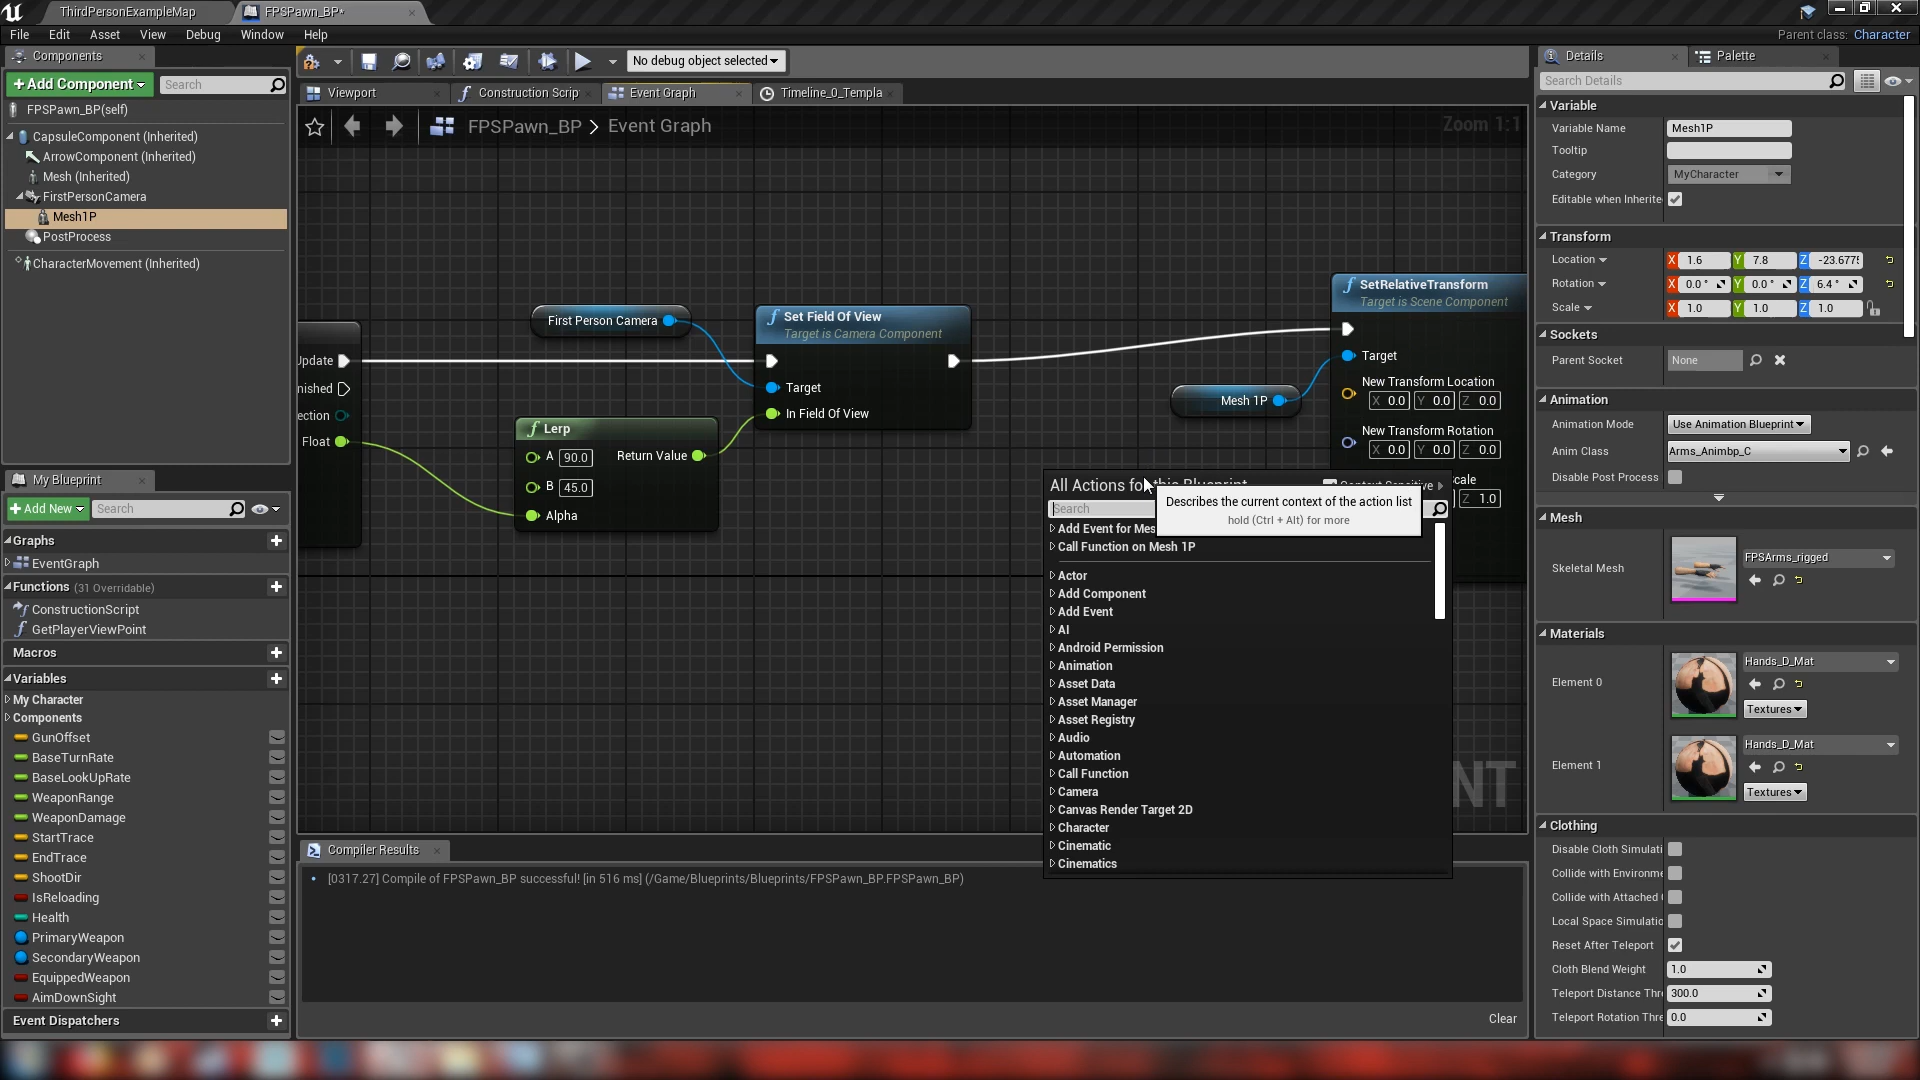 ThirdPersonExampleMap
FPSPawn_BP*
File Edit Asset View Debug Window Help
Parent class: Character
Components
+Add Component
Search
FPSPawn_BP(self)
CapsuleComponent (Inherited)
ArrowComponent (Inherited)
Mesh (Inherited)
FirstPersonCamera
Mesh1P
PostProcess
CharacterMovement (Inherited)
My Blueprint
+Add New
Search
Graphs
EventGraph
Functions (31 Overridable)
ConstructionScript
GetPlayerViewPoint
Macros
Variables
My Character
Components
GunOffset
BaseTurnRate
BaseLookUpRate
WeaponRange
WeaponDamage
StartTrace
EndTrace
ShootDir
IsReloading
Health
PrimaryWeapon
SecondaryWeapon
EquippedWeapon
AimDownSight
Event Dispatchers
No debug object selected
Viewport
Construction Scrip
Event Graph
Timeline_0_Templa
FPSPawn_BP > Event Graph
Zoom 1:1
Update
nished
ection
Float
First Person Camera
Set Field Of View
Target is Camera Component
Target
In Field Of View
Lerp
A 90.0 Return Value
B 45.0
Alpha
Mesh 1P
SetRelativeTransform
Target is Scene Component
Target
New Transform Location
X 0.0 Y 0.0 Z 0.0
New Transform Rotation
X 0.0 Y 0.0 Z 0.0
cale
Z 1.0
All Actions for this Blueprint
Context Sensitive
Search
Describes the current context of the action list
hold (Ctrl + Alt) for more
Add Event for Mes
Call Function on Mesh 1P
Actor
Add Component
Add Event
AI
Android Permission
Animation
Asset Data
Asset Manager
Asset Registry
Audio
Automation
Call Function
Camera
Canvas Render Target 2D
Character
Cinematic
Cinematics
NT
Compiler Results
[0317.27] Compile of FPSPawn_BP successful! [in 516 ms] (/Game/Blueprints/Blueprints/FPSPawn_BP.FPSPawn_BP)
Clear
Details
Palette
Search Details
Variable
Variable Name Mesh1P
Tooltip
Category MyCharacter
Editable when Inherite
Transform
Location X 1.6 Y 7.8 Z -23.6775
Rotation X 0.0° Y 0.0° Z 6.4°
Scale X 1.0 Y 1.0 Z 1.0
Sockets
Parent Socket None
Animation
Animation Mode Use Animation Blueprint
Anim Class Arms_Animbp_C
Disable Post Process
Mesh
Skeletal Mesh FPSArms_rigged
Materials
Element 0 Hands_D_Mat
Textures
Element 1 Hands_D_Mat
Textures
Clothing
Disable Cloth Simulati
Collide with Environme
Collide with Attached
Local Space Simulatio
Reset After Teleport
Cloth Blend Weight 1.0
Teleport Distance Thre 300.0
Teleport Rotation Thre 0.0